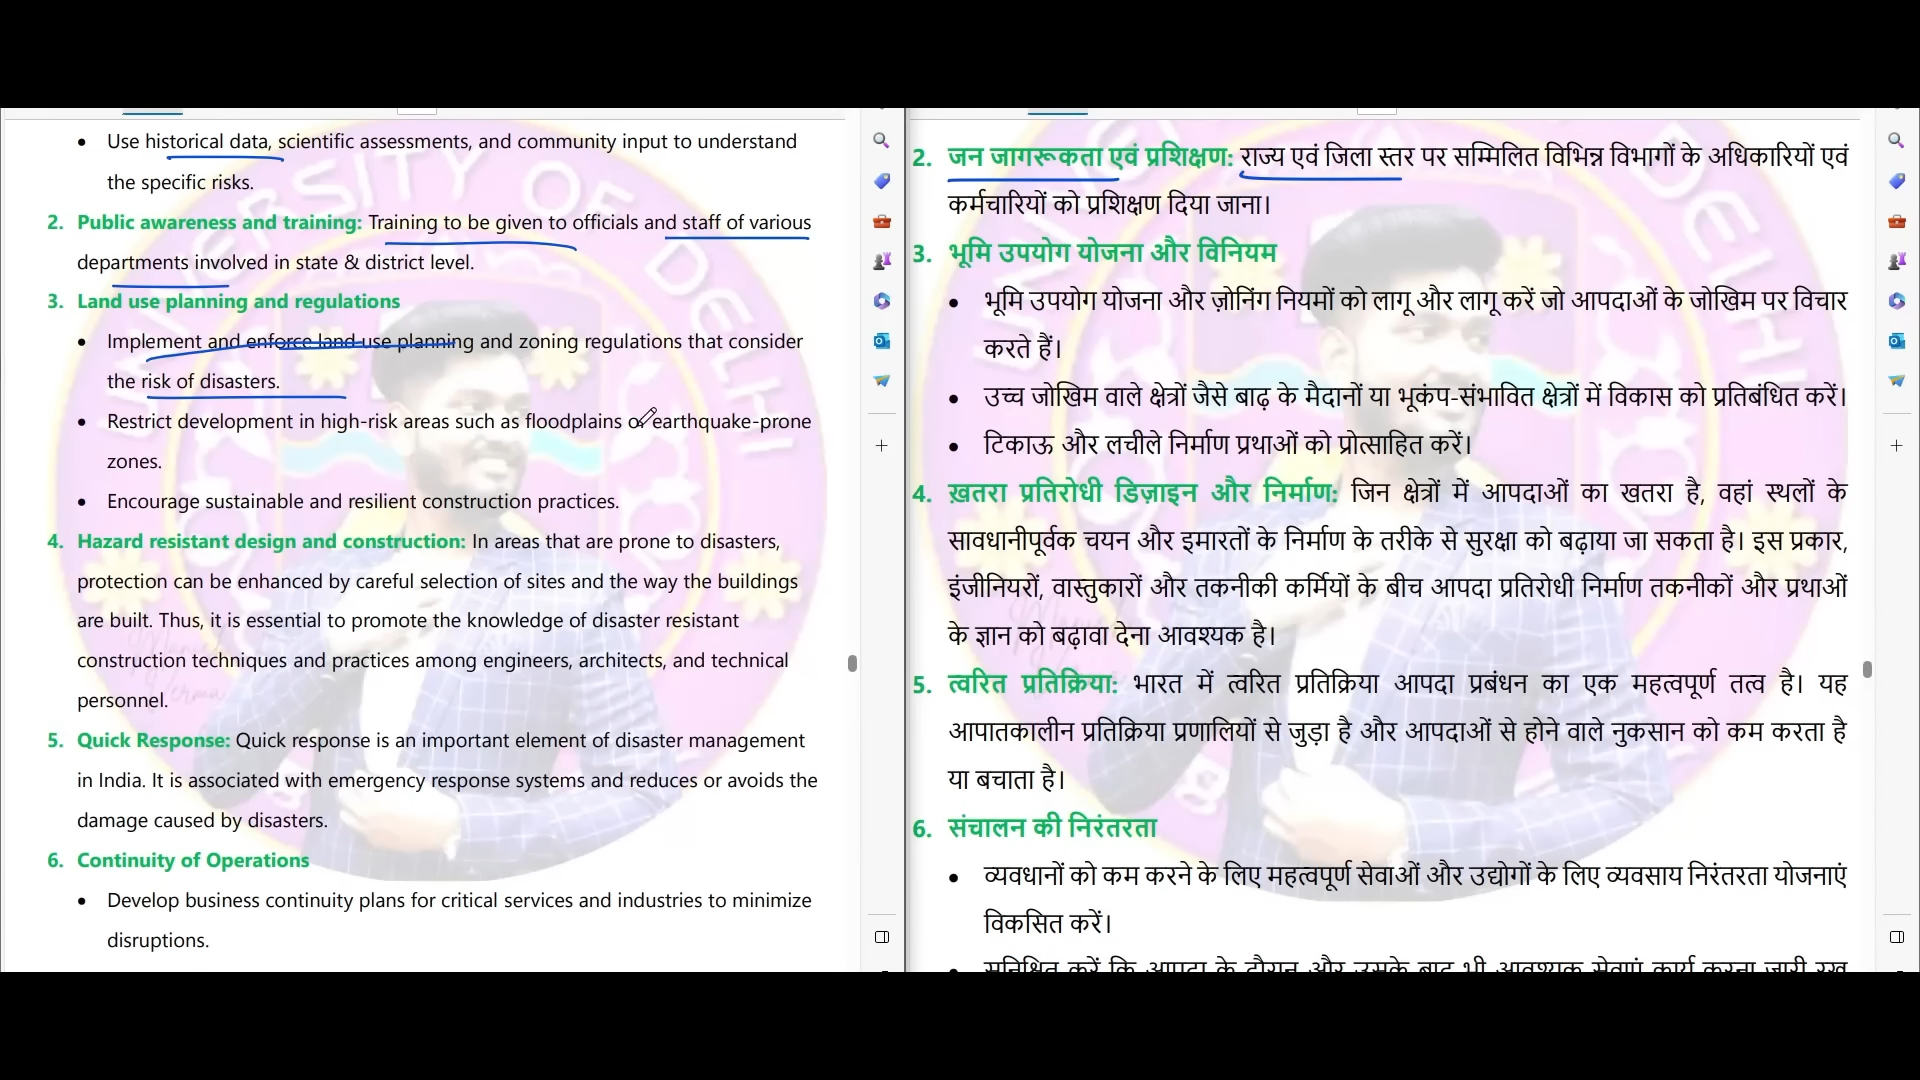 • Use historical data, scientific assessments, and community input to understand
the specific risks.
2. Public awareness and training: Training to be given to officials and staff of various
departments involved in state & district level.
3. Land use planning and regulations
• Implement and enforce land-use planning and zoning regulations that consider
the risk of disasters.
• Restrict development in high-risk areas such as floodplains or earthquake-prone
zones.
• Encourage sustainable and resilient construction practices.
4. Hazard resistant design and construction: In areas that are prone to disasters,
protection can be enhanced by careful selection of sites and the way the buildings
are built. Thus, it is essential to promote the knowledge of disaster resistant
construction techniques and practices among engineers, architects, and technical
personnel.
5. Quick Response: Quick response is an important element of disaster management
in India. It is associated with emergency response systems and reduces or avoids the
damage caused by disasters.
6. Continuity of Operations
• Develop business continuity plans for critical services and industries to minimize
disruptions.
2. जन जागरूकता एवं प्रशिक्षण: राज्य एवं जिला स्तर पर सम्मिलित विभिन्न विभागों के अधिकारियों एवं
कर्मचारियों को प्रशिक्षण दिया जाना।
3. भूमि उपयोग योजना और विनियम
• भूमि उपयोग योजना और ज़ोनिंग नियमों को लागू और लागू करें जो आपदाओं के जोखिम पर विचार
करते हैं।
• उच्च जोखिम वाले क्षेत्रों जैसे बाढ़ के मैदानों या भूकंप-संभावित क्षेत्रों में विकास को प्रतिबंधित करें।
• टिकाऊ और लचीले निर्माण प्रथाओं को प्रोत्साहित करें।
4. ख़तरा प्रतिरोधी डिज़ाइन और निर्माण: जिन क्षेत्रों में आपदाओं का खतरा है, वहां स्थलों के
सावधानीपूर्वक चयन और इमारतों के निर्माण के तरीके से सुरक्षा को बढ़ाया जा सकता है। इस प्रकार,
इंजीनियरों, वास्तुकारों और तकनीकी कर्मियों के बीच आपदा प्रतिरोधी निर्माण तकनीकों और प्रथाओं
के ज्ञान को बढ़ावा देना आवश्यक है।
5. त्वरित प्रतिक्रिया: भारत में त्वरित प्रतिक्रिया आपदा प्रबंधन का एक महत्वपूर्ण तत्व है। यह
आपातकालीन प्रतिक्रिया प्रणालियों से जुड़ा है और आपदाओं से होने वाले नुकसान को कम करता है
या बचाता है।
6. संचालन की निरंतरता
• व्यवधानों को कम करने के लिए महत्वपूर्ण सेवाओं और उद्योगों के लिए व्यवसाय निरंतरता योजनाएं
विकसित करें।
• सुनिश्चित करें कि आपदा के दौरान और उसके बाद भी आवश्यक सेवाएं कार्य करना जारी रख
UNIVERSITY OF DELHI